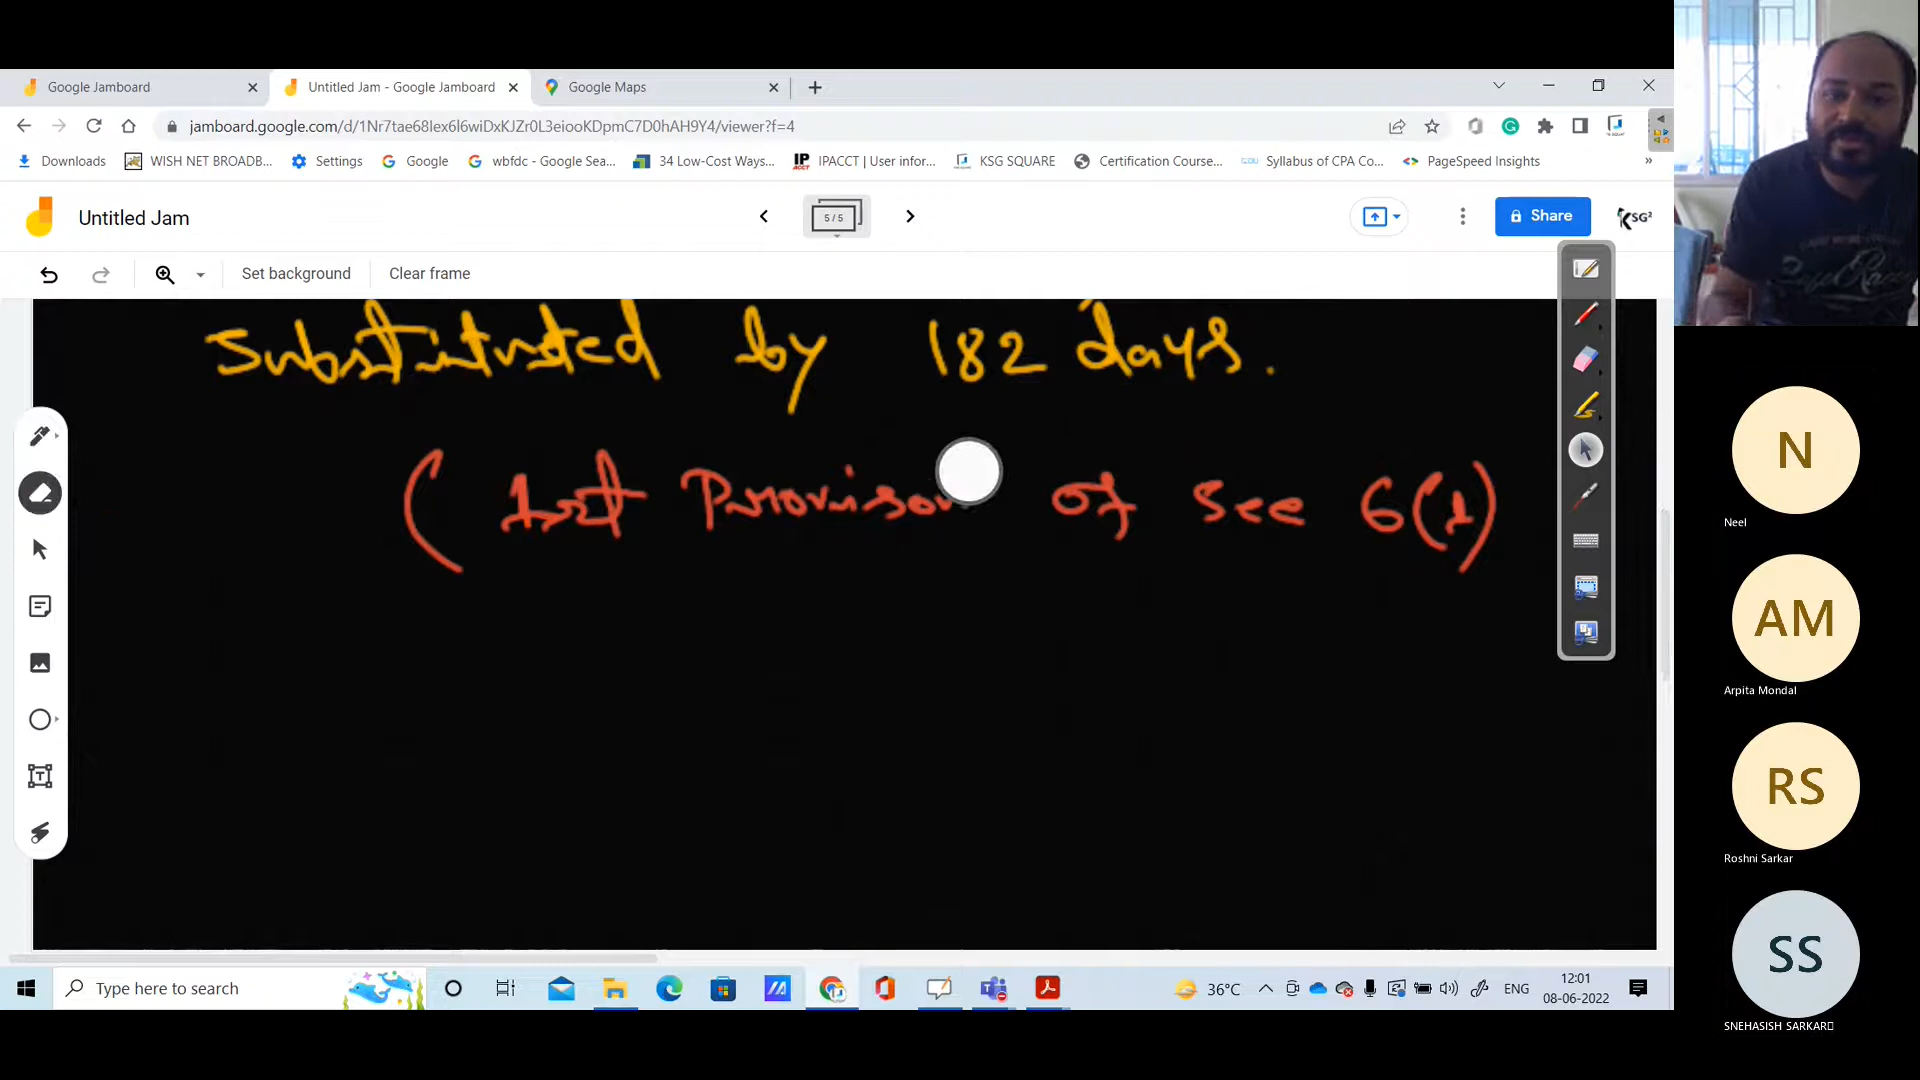 Google Jamboard
Untitled Jam - Google Jamboard
Google Maps
jamboard.google.com/d/1Nr7tae68Iex6l6wiDxKJZr0L3eiooKDpmC7D0hAH9Y4/viewer?f=4
Downloads WISH NET BROADB... Settings Google wbfdc - Google Sea... 34 Low-Cost Ways... IPACCT | User infor... KSG SQUARE Certification Course... Syllabus of CPA Co... PageSpeed Insights »
Untitled Jam
5 / 5
Share
KSG²
Set background Clear frame
Substituted by 182 days.
(1st Provison of Sec 6(1)
N
Neel
AM
Arpita Mondal
RS
Roshni Sarkar
SS
SNEHASISH SARKAR
Type here to search
36°C
ENG
12:01
08-06-2022